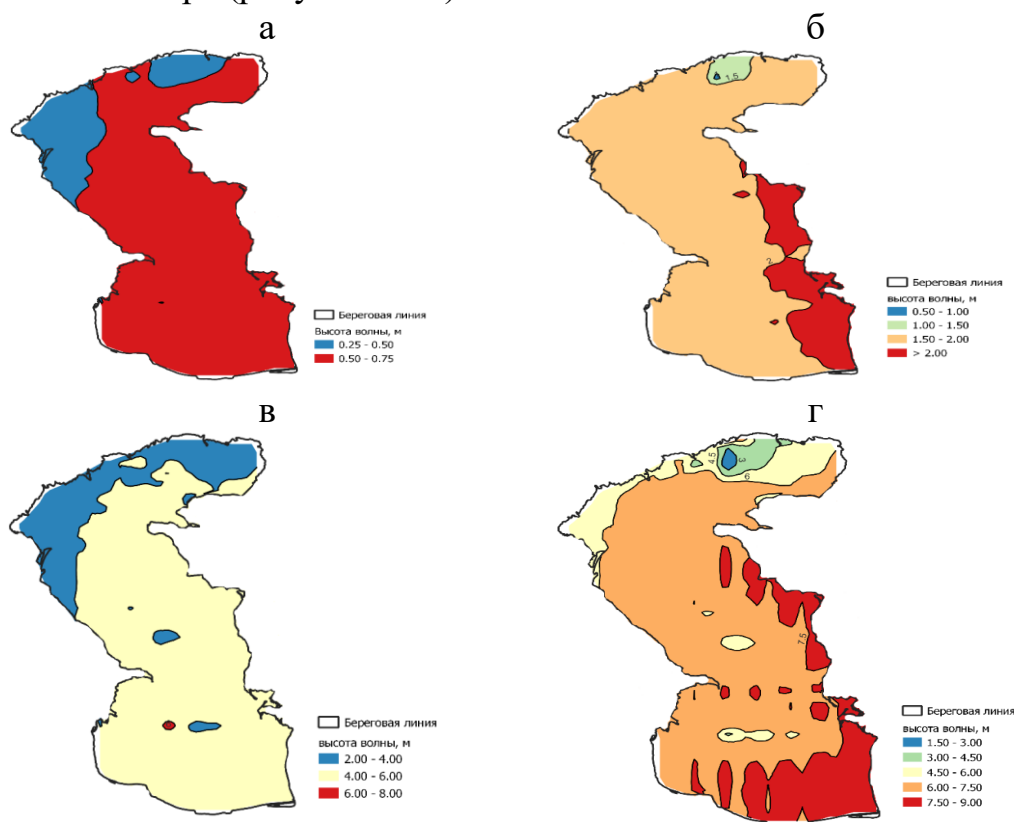 а
б
1.5
2
Береговая линия
Высота волны, м
0.25 - 0.50
0.50 - 0.75
Береговая линия
высота волны, м
0.50 - 1.00
1.00 - 1.50
1.50 - 2.00
> 2.00
в
г
4.5
3
6
7.5
Береговая линия
высота волны, м
2.00 - 4.00
4.00 - 6.00
6.00 - 8.00
Береговая линия
высота волны, м
1.50 - 3.00
3.00 - 4.50
4.50 - 6.00
6.00 - 7.50
7.50 - 9.00